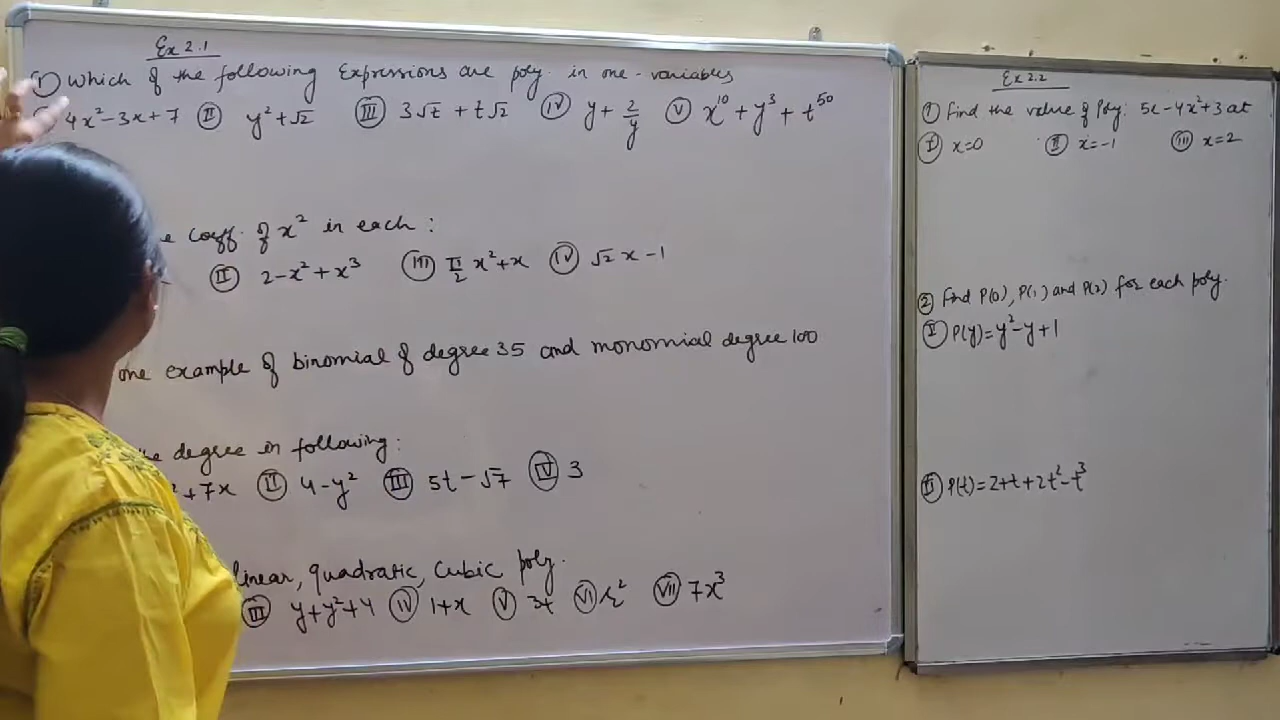 Ex 2.1
① Which of the following Expressions are poly. in one-variables
4x² - 3x + 7 Ⅱ y² + √2 Ⅲ 3√t + t√2 Ⅳ y + 2/y Ⅴ x¹⁰ + y³ + t⁵⁰
coeff. of x² in each :
Ⅱ 2 - x² + x³ Ⅲ π/2 x² + x Ⅳ √2 x - 1
one example of binomial of degree 35 and monomial degree 100
degree in following :
² + 7x Ⅱ 4 - y² Ⅲ 5t - √7 Ⅳ 3
linear, quadratic, Cubic poly.
Ⅲ y + y² + 4 Ⅳ 1 + x Ⅴ 3t Ⅵ r² Ⅶ 7x³
Ex 2.2
① Find the value of Poly: 5x - 4x² + 3 at
Ⅰ x=0 Ⅱ x=-1 Ⅲ x=2
② Find P(0), P(1) and P(2) for each poly.
Ⅰ P(y) = y² - y + 1
Ⅱ P(t) = 2 + t + 2t² - t³